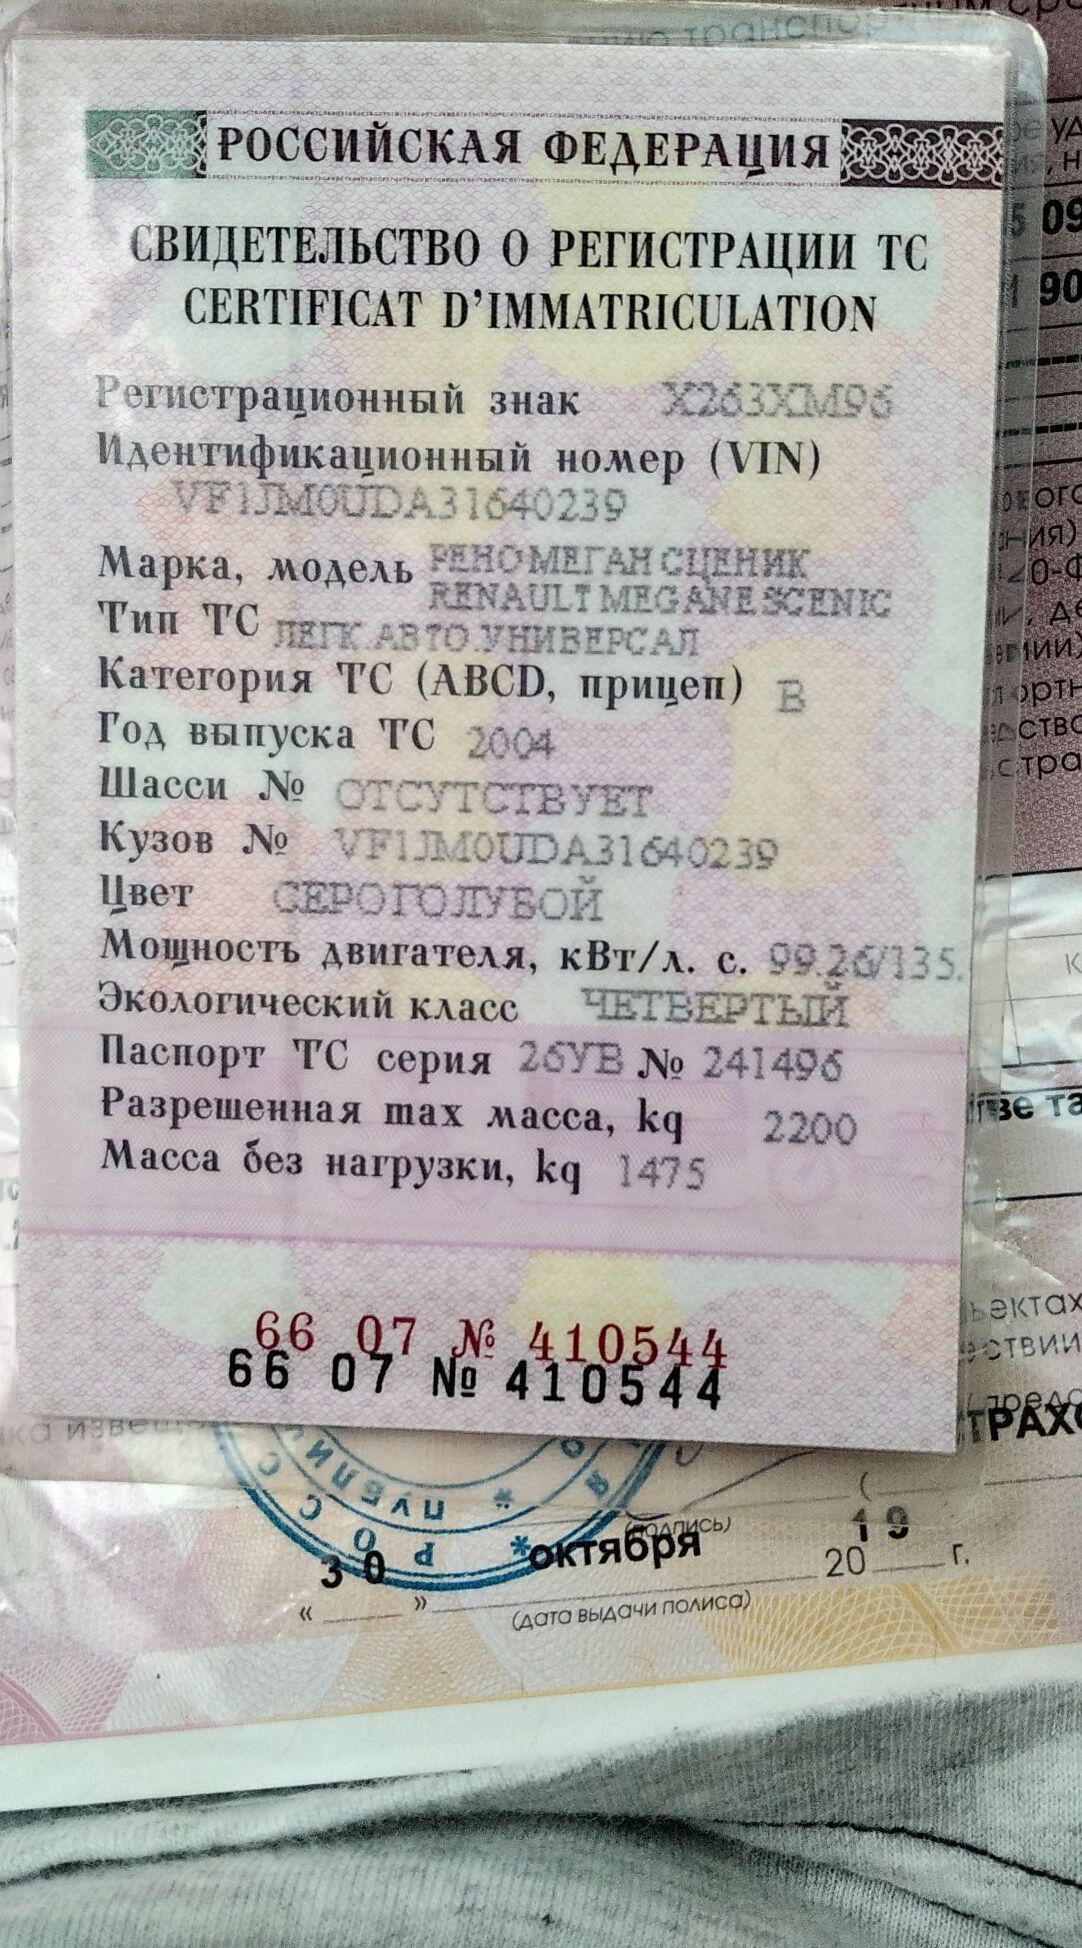 РОССИЙСКАЯ ФЕДЕРАЦИЯ
СВИДЕТЕЛЬСТВО О РЕГИСТРАЦИИ ТС
CERTIFICAT D'IMMATRICULATION
Регистрационный знак Х263ХМ96
Идентификационный номер (VIN)
VF1JM0UDA31640239
Марка, модель РЕНО МЕГАН СЦЕНИК
RENAULT MEGANE SCENIC
Тип ТС ЛЕГК.АВТО.УНИВЕРСАЛ
Категория ТС (ABCD, прицеп) В
Год выпуска ТС 2004
Шасси № ОТСУТСТВУЕТ
Кузов № VF1JM0UDA31640239
Цвет СЕРОГОЛУБОЙ
Мощность двигателя, кВт/л. с. 99.26/135.
Экологический класс ЧЕТВЕРТЫЙ
Паспорт ТС серия 26УВ № 241496
Разрешенная max масса, kg 2200
Масса без нагрузки, kg 1475
66 07 № 410544
66 07 № 410544
(подпись)
« 30 » октября 20 19 г.
(дата выдачи полиса)